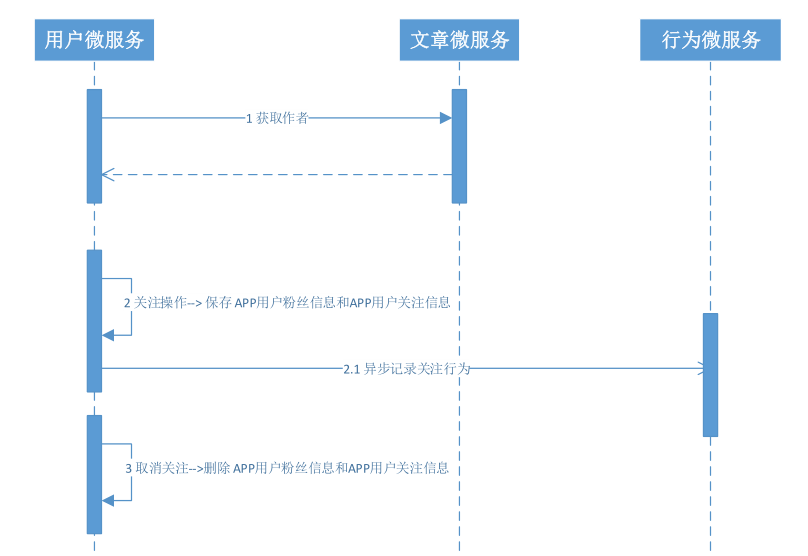 用户微服务
文章微服务
行为微服务
1 获取作者
2 关注操作--> 保存 APP用户粉丝信息和APP用户关注信息
2.1 异步记录关注行为
3 取消关注-->删除 APP用户粉丝信息和APP用户关注信息